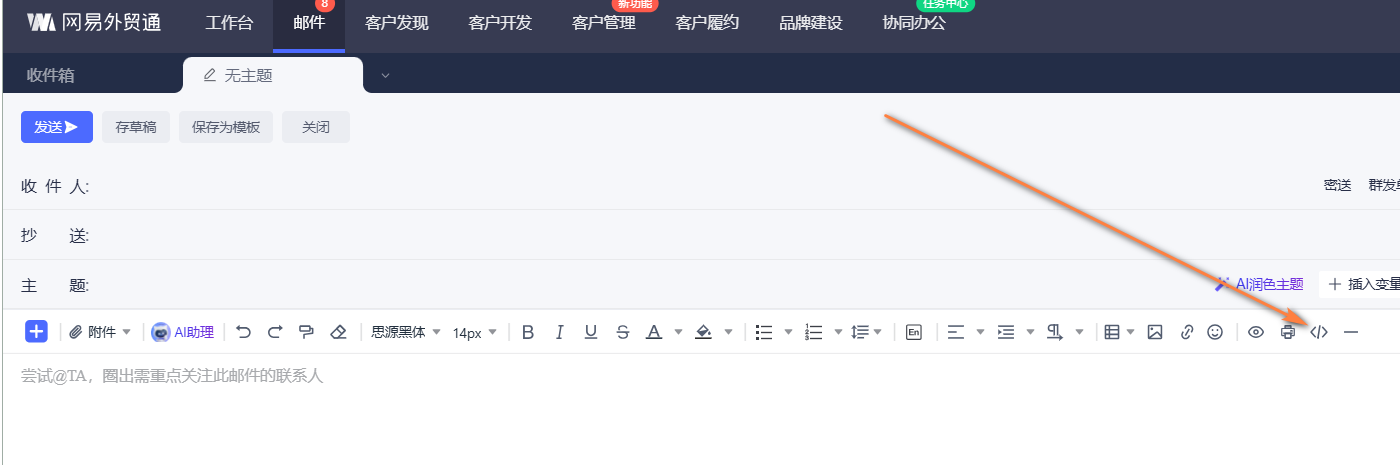 网易外贸通 工作台 邮件 8 客户发现 客户开发 客户管理 新功能 客户履约 品牌建设 协同办公 任务中心
收件箱 无主题
发送 存草稿 保存为模板 关闭
收件人: 密送 群发单
抄送:
主题: AI润色主题 插入变量
附件 AI助理 思源黑体 14px B I U S A En
尝试@TA，圈出需重点关注此邮件的联系人